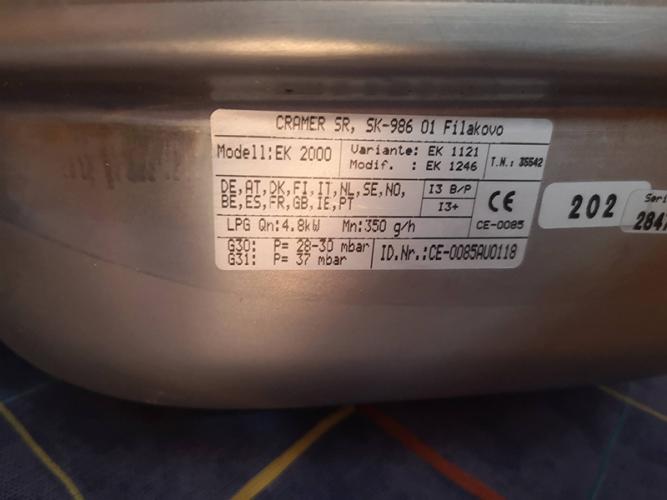 CRAMER SR, SK-986 01 Filakovo
Modell:EK 2000
Variante: EK 1121
Modif. : EK 1246
T.N.: 35542
DE,AT,DK,FI,IT,NL,SE,NO,
BE,ES,FR,GB,IE,PT
I3 B/P
I3+
CE
CE-0085
LPG Qn:4.8kW Mn:350 g/h
G30: P= 28-30 mbar
G31: P= 37 mbar
ID.Nr.:CE-0085AU0118
202
Seri
2847